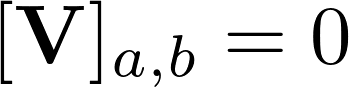 [𝐕]_{a,b} = 0